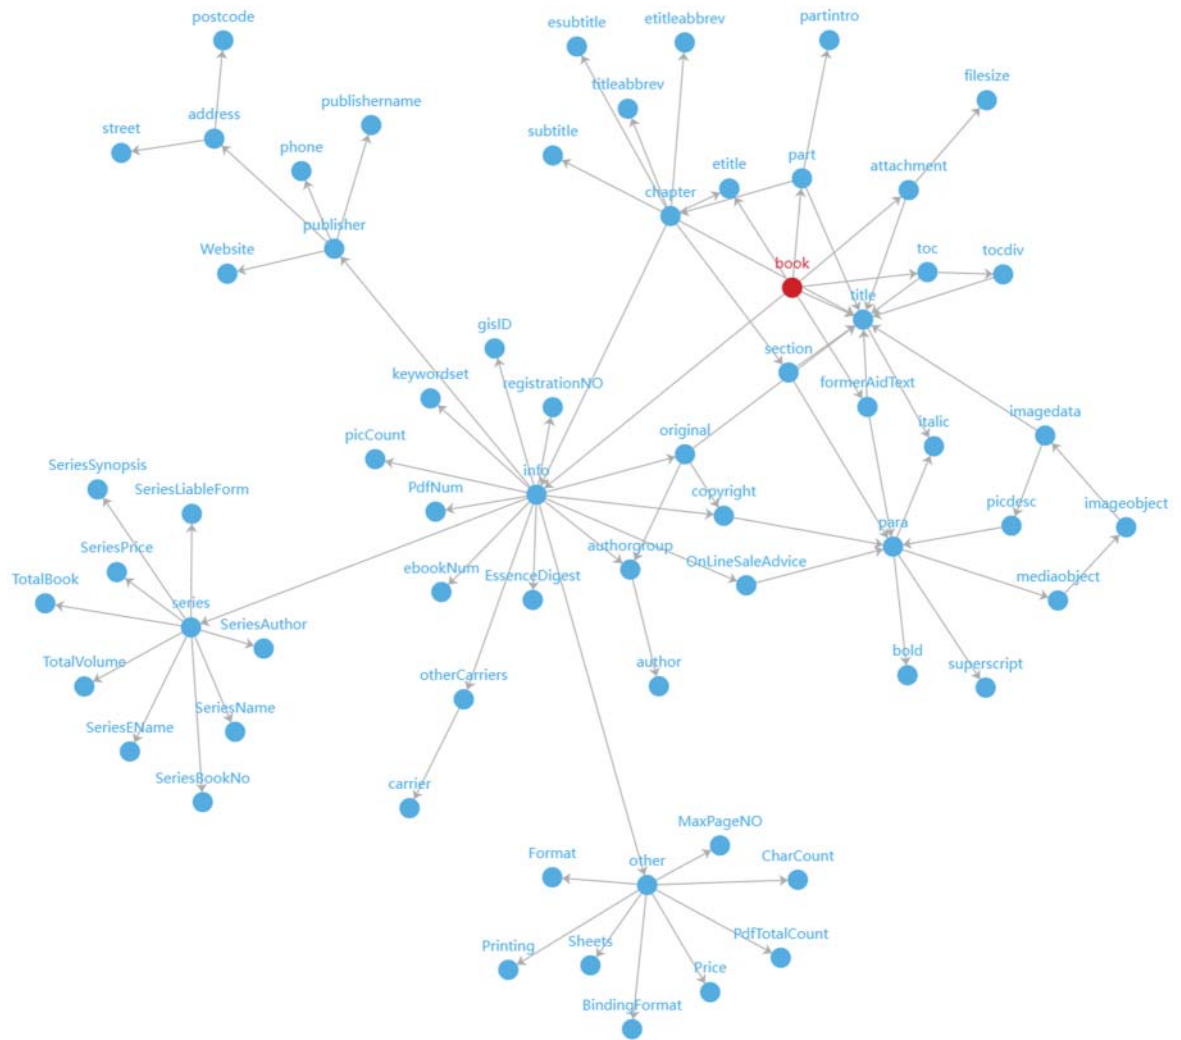 postcode
esubtitle
etitleabbrev
partintro
filesize
titleabbrev
publishername
address
street
phone
subtitle
etitle
part
attachment
chapter
publisher
Website
toc
tocdiv
book
title
gisID
section
keywordset
registrationNO
formerAidText
imagedata
italic
picCount
original
info
SeriesSynopsis
SeriesLiableForm
PdfNum
copyright
picdesc
imageobject
para
SeriesPrice
authorgroup
OnLineSaleAdvice
ebookNum
EssenceDigest
mediaobject
TotalBook
series
SeriesAuthor
TotalVolume
otherCarriers
author
bold
superscript
SeriesName
SeriesEName
SeriesBookNo
carrier
MaxPageNO
Format
other
CharCount
PdfTotalCount
Printing
Sheets
Price
BindingFormat